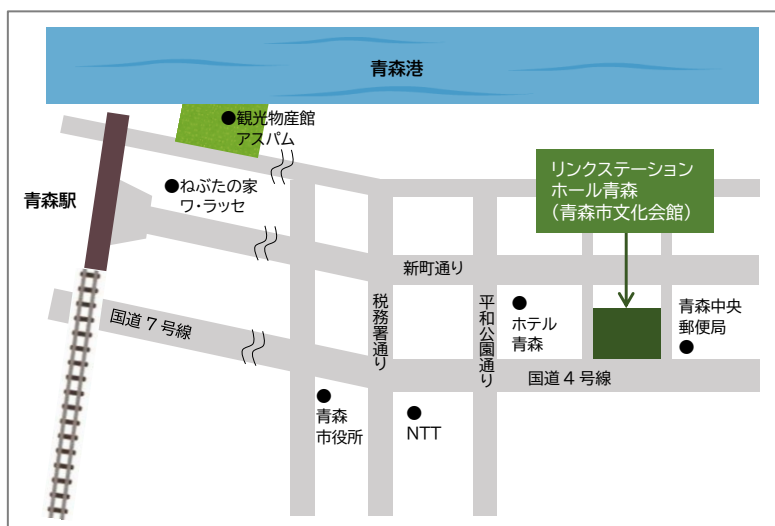 青森港
●観光物産館
アスパム
●ねぶたの家
ワ・ラッセ
青森駅
リンクステーション
ホール青森
（青森市文化会館）
新町通り
国道７号線
税務署通り
平和公園通り
●
ホテル
青森
青森中央
郵便局
●
国道４号線
●
青森
市役所
●
NTT